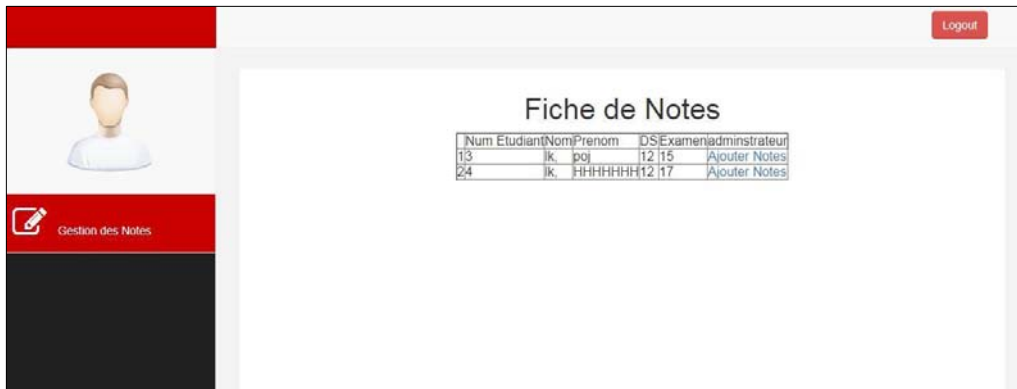 Logout
Fiche de Notes
Num Etudiant Nom Prenom DS Examen adminstrateur
1 3 lk, poj 12 15 Ajouter Notes
2 4 lk, HHHHHHH 12 17 Ajouter Notes
Gestion des Notes